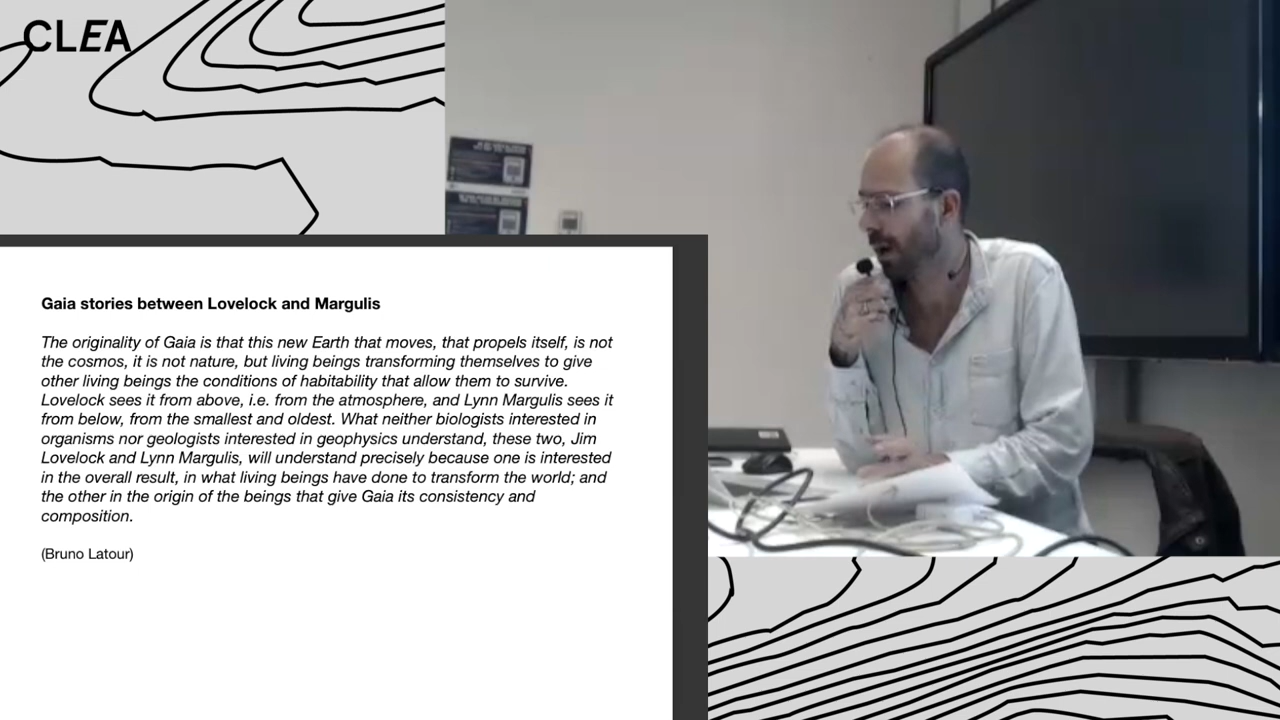 CLEA
Gaia stories between Lovelock and Margulis
The originality of Gaia is that this new Earth that moves, that propels itself, is not
the cosmos, it is not nature, but living beings transforming themselves to give
other living beings the conditions of habitability that allow them to survive.
Lovelock sees it from above, i.e. from the atmosphere, and Lynn Margulis sees it
from below, from the smallest and oldest. What neither biologists interested in
organisms nor geologists interested in geophysics understand, these two, Jim
Lovelock and Lynn Margulis, will understand precisely because one is interested
in the overall result, in what living beings have done to transform the world; and
the other in the origin of the beings that give Gaia its consistency and
composition.
(Bruno Latour)